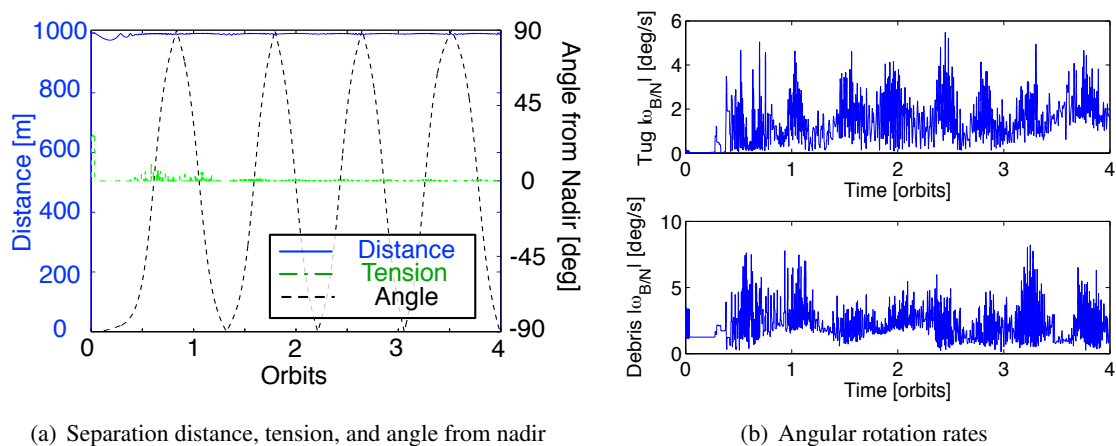 1000
800
600
400
200
0
Distance [m]
90
45
0
-45
-90
Angle from Nadir [deg]
Distance
Tension
Angle
0 1 2 3 4
Orbits
(a) Separation distance, tension, and angle from nadir
6
4
2
0
Tug |ω_{B/N}| [deg/s]
0 1 2 3 4
Time [orbits]
10
5
0
Debris |ω_{B/N}| [deg/s]
0 1 2 3 4
Time [orbits]
(b) Angular rotation rates